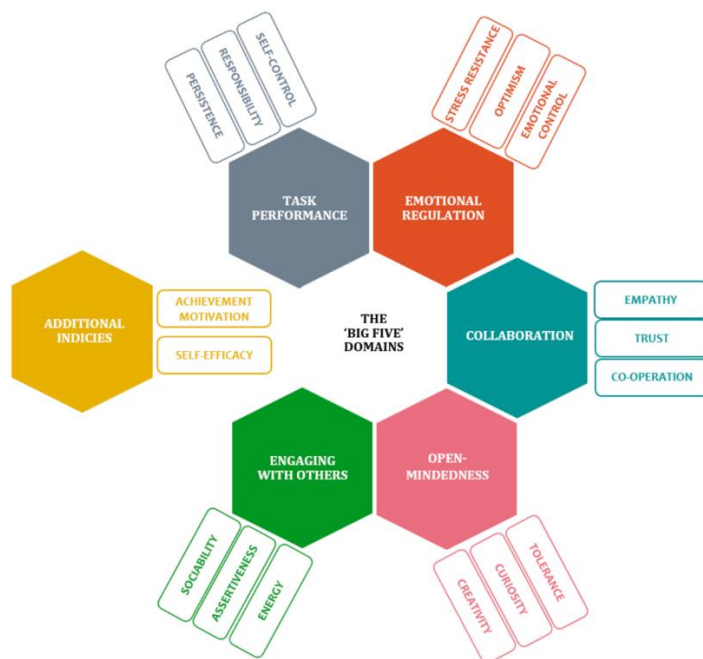 SELF-CONTROL
RESPONSIBILITY
PERSISTENCE
STRESS RESISTANCE
OPTIMISM
EMOTIONAL
CONTROL
TASK
PERFORMANCE
EMOTIONAL
REGULATION
ADDITIONAL
INDICIES
ACHIEVEMENT
MOTIVATION
SELF-EFFICACY
THE
'BIG FIVE'
DOMAINS
COLLABORATION
EMPATHY
TRUST
CO-OPERATION
ENGAGING
WITH OTHERS
OPEN-
MINDEDNESS
SOCIABILITY
ASSERTIVENESS
ENERGY
CREATIVITY
CURIOSITY
TOLERANCE